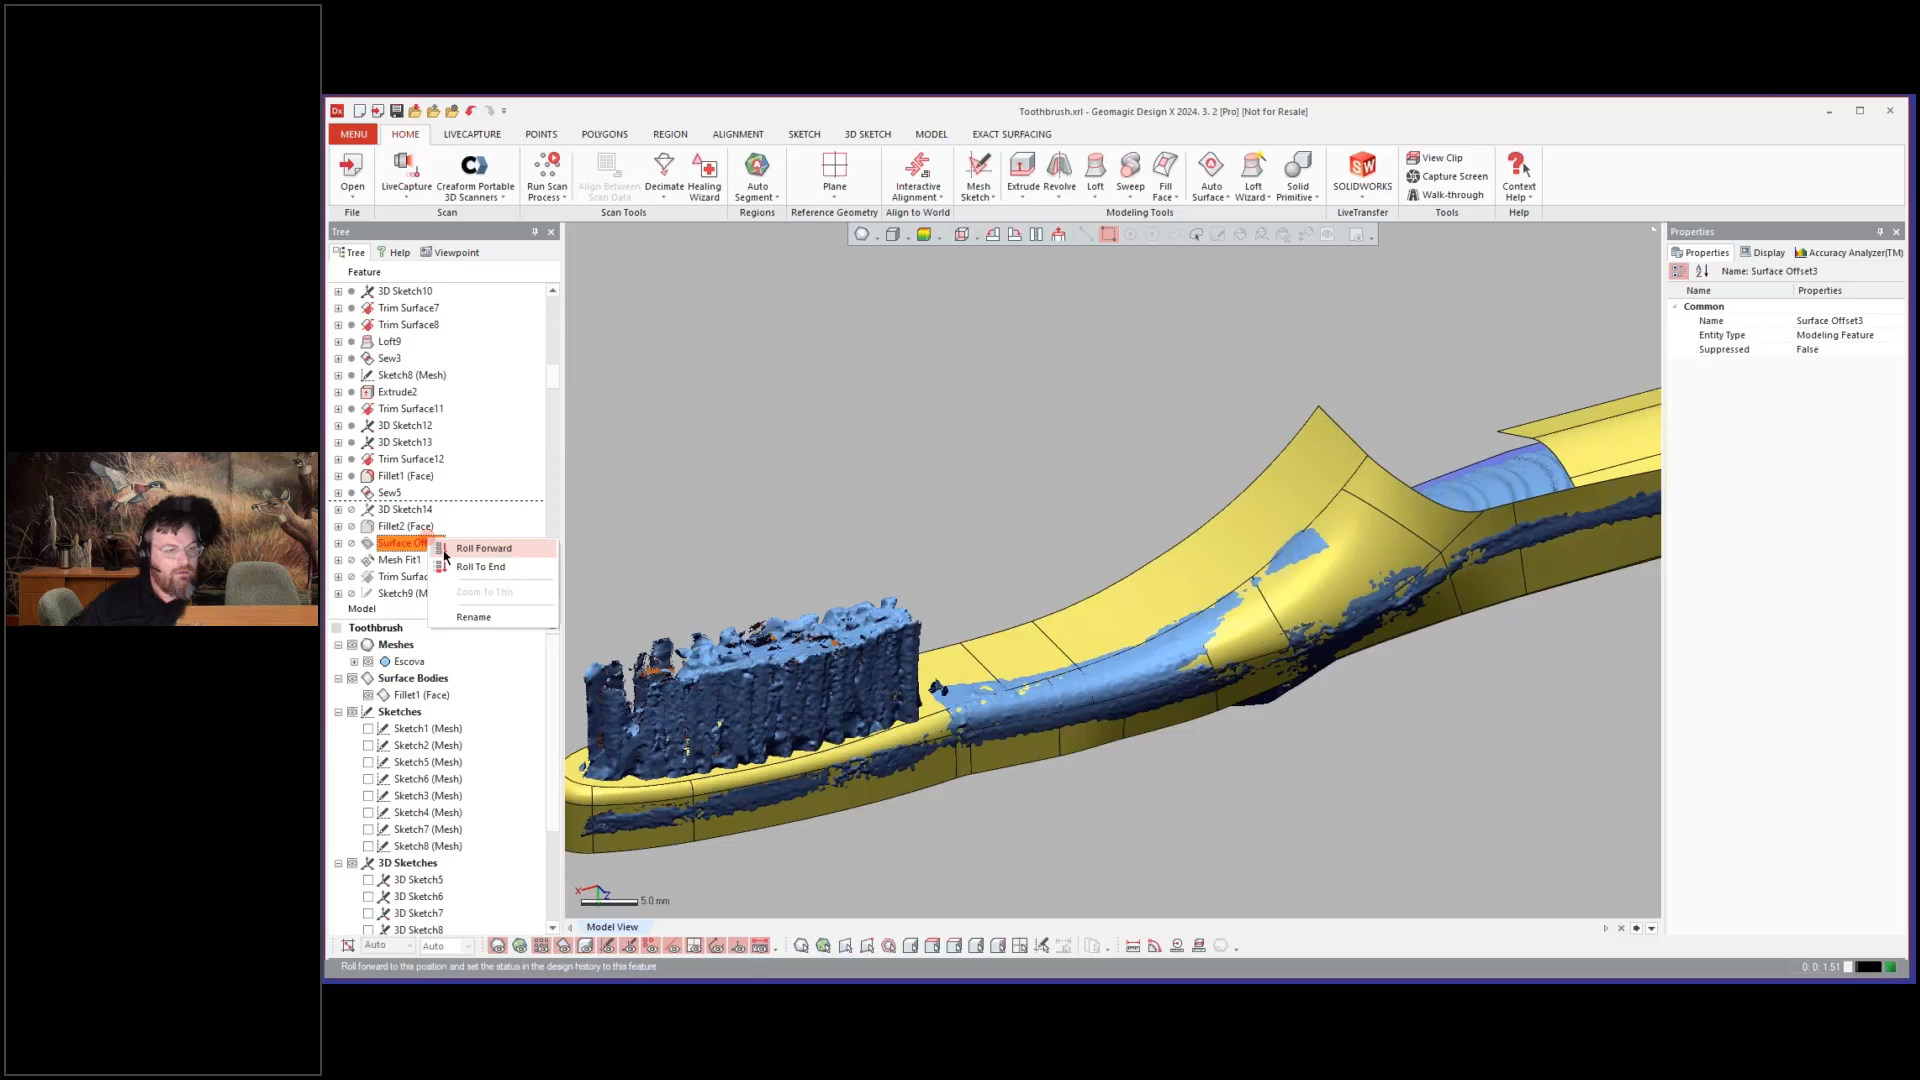 Toothbrush.xrl - Geomagic Design X 2024. 3. 2 [Pro] [Not for Resale]
MENU HOME LIVECAPTURE POINTS POLYGONS REGION ALIGNMENT SKETCH 3D SKETCH MODEL EXACT SURFACING
Open
LiveCapture
Creaform Portable
3D Scanners
Run Scan
Process
Align Between
Scan Data
Decimate
Healing
Wizard
Auto
Segment
Plane
Interactive
Alignment
Mesh
Sketch
Extrude
Revolve
Loft
Sweep
Fill
Face
Auto
Surface
Loft
Wizard
Solid
Primitive
SOLIDWORKS
View Clip
Capture Screen
Walk-through
Context
Help
File Scan Scan Tools Regions Reference Geometry Align to World Modeling Tools LiveTransfer Tools Help
Tree
Tree Help Viewpoint
Feature
3D Sketch10
Trim Surface7
Trim Surface8
Loft9
Sew3
Sketch8 (Mesh)
Extrude2
Trim Surface11
3D Sketch12
3D Sketch13
Trim Surface12
Fillet1 (Face)
Sew5
3D Sketch14
Fillet2 (Face)
Surface Off
Mesh Fit1
Trim Surfac
Sketch9 (M
Roll Forward
Roll To End
Zoom To This
Rename
Model
Toothbrush
Meshes
Escova
Surface Bodies
Fillet1 (Face)
Sketches
Sketch1 (Mesh)
Sketch2 (Mesh)
Sketch5 (Mesh)
Sketch6 (Mesh)
Sketch3 (Mesh)
Sketch4 (Mesh)
Sketch7 (Mesh)
Sketch8 (Mesh)
3D Sketches
3D Sketch5
3D Sketch6
3D Sketch7
3D Sketch8
X Z
5.0 mm
Model View
Auto Auto
Roll forward to this position and set the status in the design history to this feature
0: 0: 1.51
Properties
Properties Display Accuracy Analyzer(TM)
Name: Surface Offset3
Name Properties
Common
Name Surface Offset3
Entity Type Modeling Feature
Suppressed False